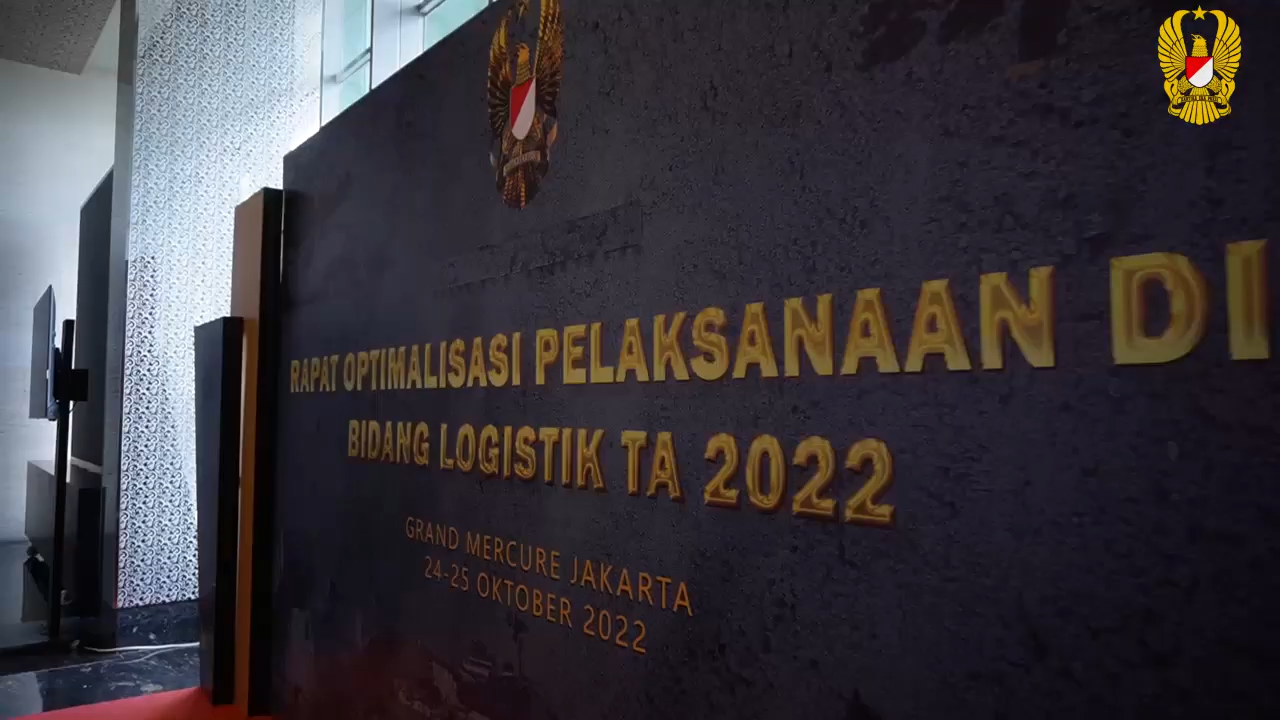 RAPAT OPTIMALISASI PELAKSANAAN DI
BIDANG LOGISTIK TA 2022
GRAND MERCURE JAKARTA
24-25 OKTOBER 2022